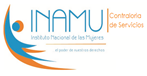 INAMU
Contraloría
de Servicios
Instituto Nacional de las Mujeres
el poder de nuestros derechos